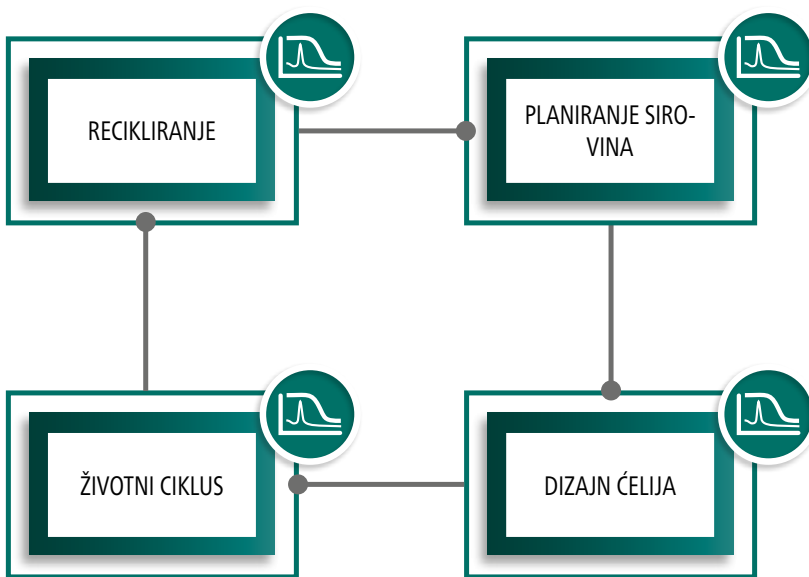 RECIKLIRANJE
PLANIRANJE SIRO-
VINA
ŽIVOTNI CIKLUS
DIZAJN ĆELIJA